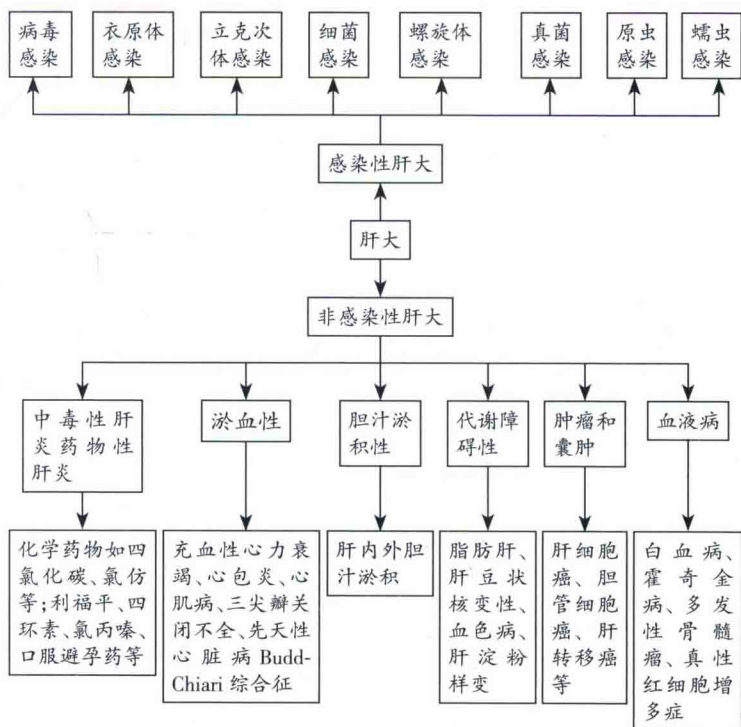 病毒
感染
衣原体
感染
立克次
体感染
细菌
感染
螺旋体
感染
真菌
感染
原虫
感染
蠕虫
感染
感染性肝大
肝大
非感染性肝大
中毒性肝
炎药物性
肝炎
淤血性
胆汁淤
积性
代谢障
碍性
肿瘤和
囊肿
血液病
化学药物如四
氯化碳、氯仿
等;利福平、四
环素、氯丙嗪、
口服避孕药等
充血性心力衰
竭、心包炎、心
肌病、三尖瓣关
闭不全、先天性
心脏病Budd-
Chiari综合征
肝内外胆
汁淤积
脂肪肝、
肝豆状
核变性、
血色病、
肝淀粉
样变
肝细胞
癌、胆
管细胞
癌、肝
转移癌
等
白血病、
霍奇金
病、多发
性骨髓
瘤、真性
红细胞增
多症